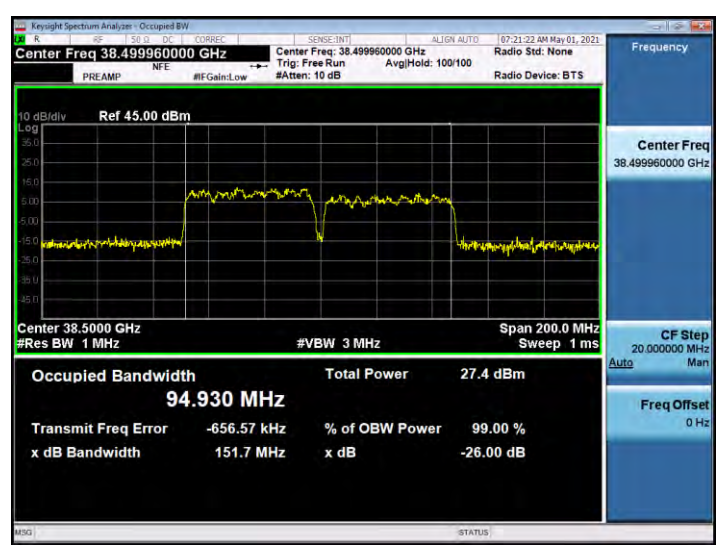 Keysight Spectrum Analyzer - Occupied BW
LXI R RF 50 Ω DC CORREC SENSE:INT ALIGN AUTO 07:21:22 AM May 01, 2021
Center Freq 38.499960000 GHz Center Freq: 38.499960000 GHz Radio Std: None Frequency
NFE Trig: Free Run Avg|Hold: 100/100
PREAMP #IFGain:Low #Atten: 10 dB Radio Device: BTS
10 dB/div Ref 45.00 dBm
Log
35.0
25.0
15.0
5.00
-5.00
-15.0
-25.0
-35.0
-45.0
Center 38.5000 GHz Span 200.0 MHz
#Res BW 1 MHz #VBW 3 MHz Sweep 1 ms
Occupied Bandwidth Total Power 27.4 dBm
94.930 MHz
Transmit Freq Error -656.57 kHz % of OBW Power 99.00 %
x dB Bandwidth 151.7 MHz x dB -26.00 dB
Center Freq
38.499960000 GHz
CF Step
20.000000 MHz
Auto Man
Freq Offset
0 Hz
MSG STATUS